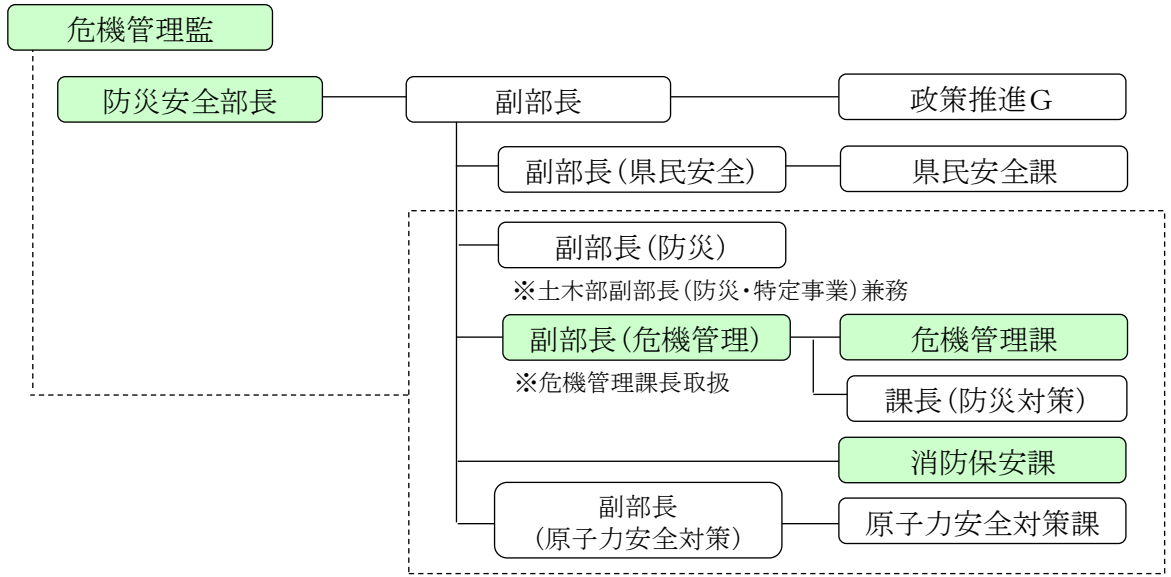 危機管理監
防災安全部長
副部長
政策推進G
副部長(県民安全)
県民安全課
副部長(防災)
※土木部副部長(防災・特定事業)兼務
副部長(危機管理)
危機管理課
※危機管理課長取扱
課長(防災対策)
消防保安課
副部長
(原子力安全対策)
原子力安全対策課